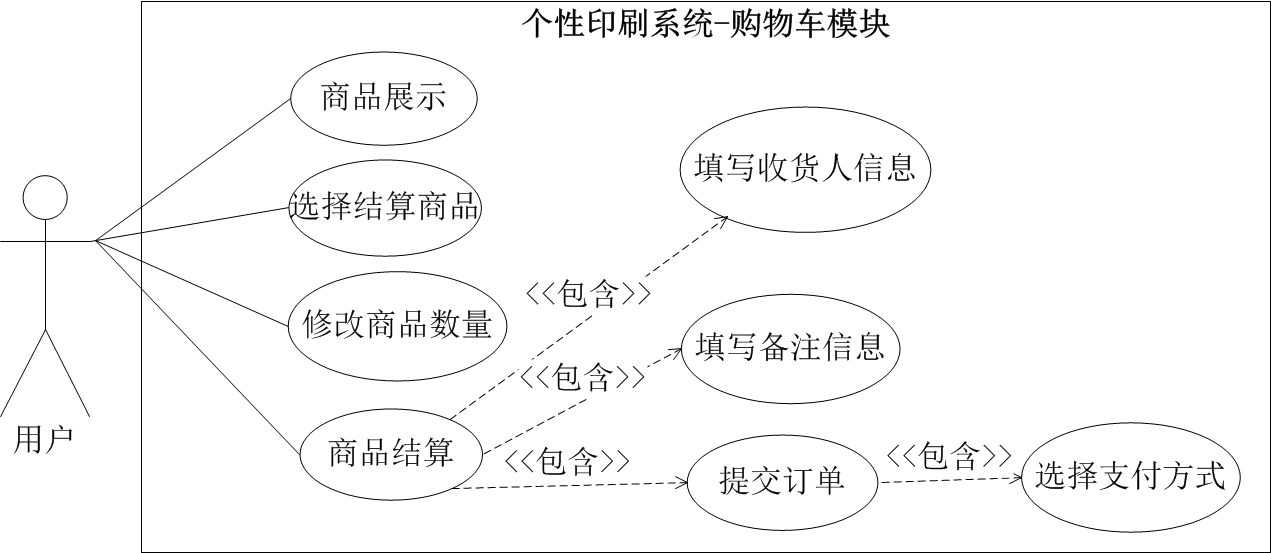 个性印刷系统-购物车模块
商品展示
填写收货人信息
选择结算商品
<<包含>>
修改商品数量
填写备注信息
<<包含>>
用户
商品结算
<<包含>>
提交订单
<<包含>>
选择支付方式